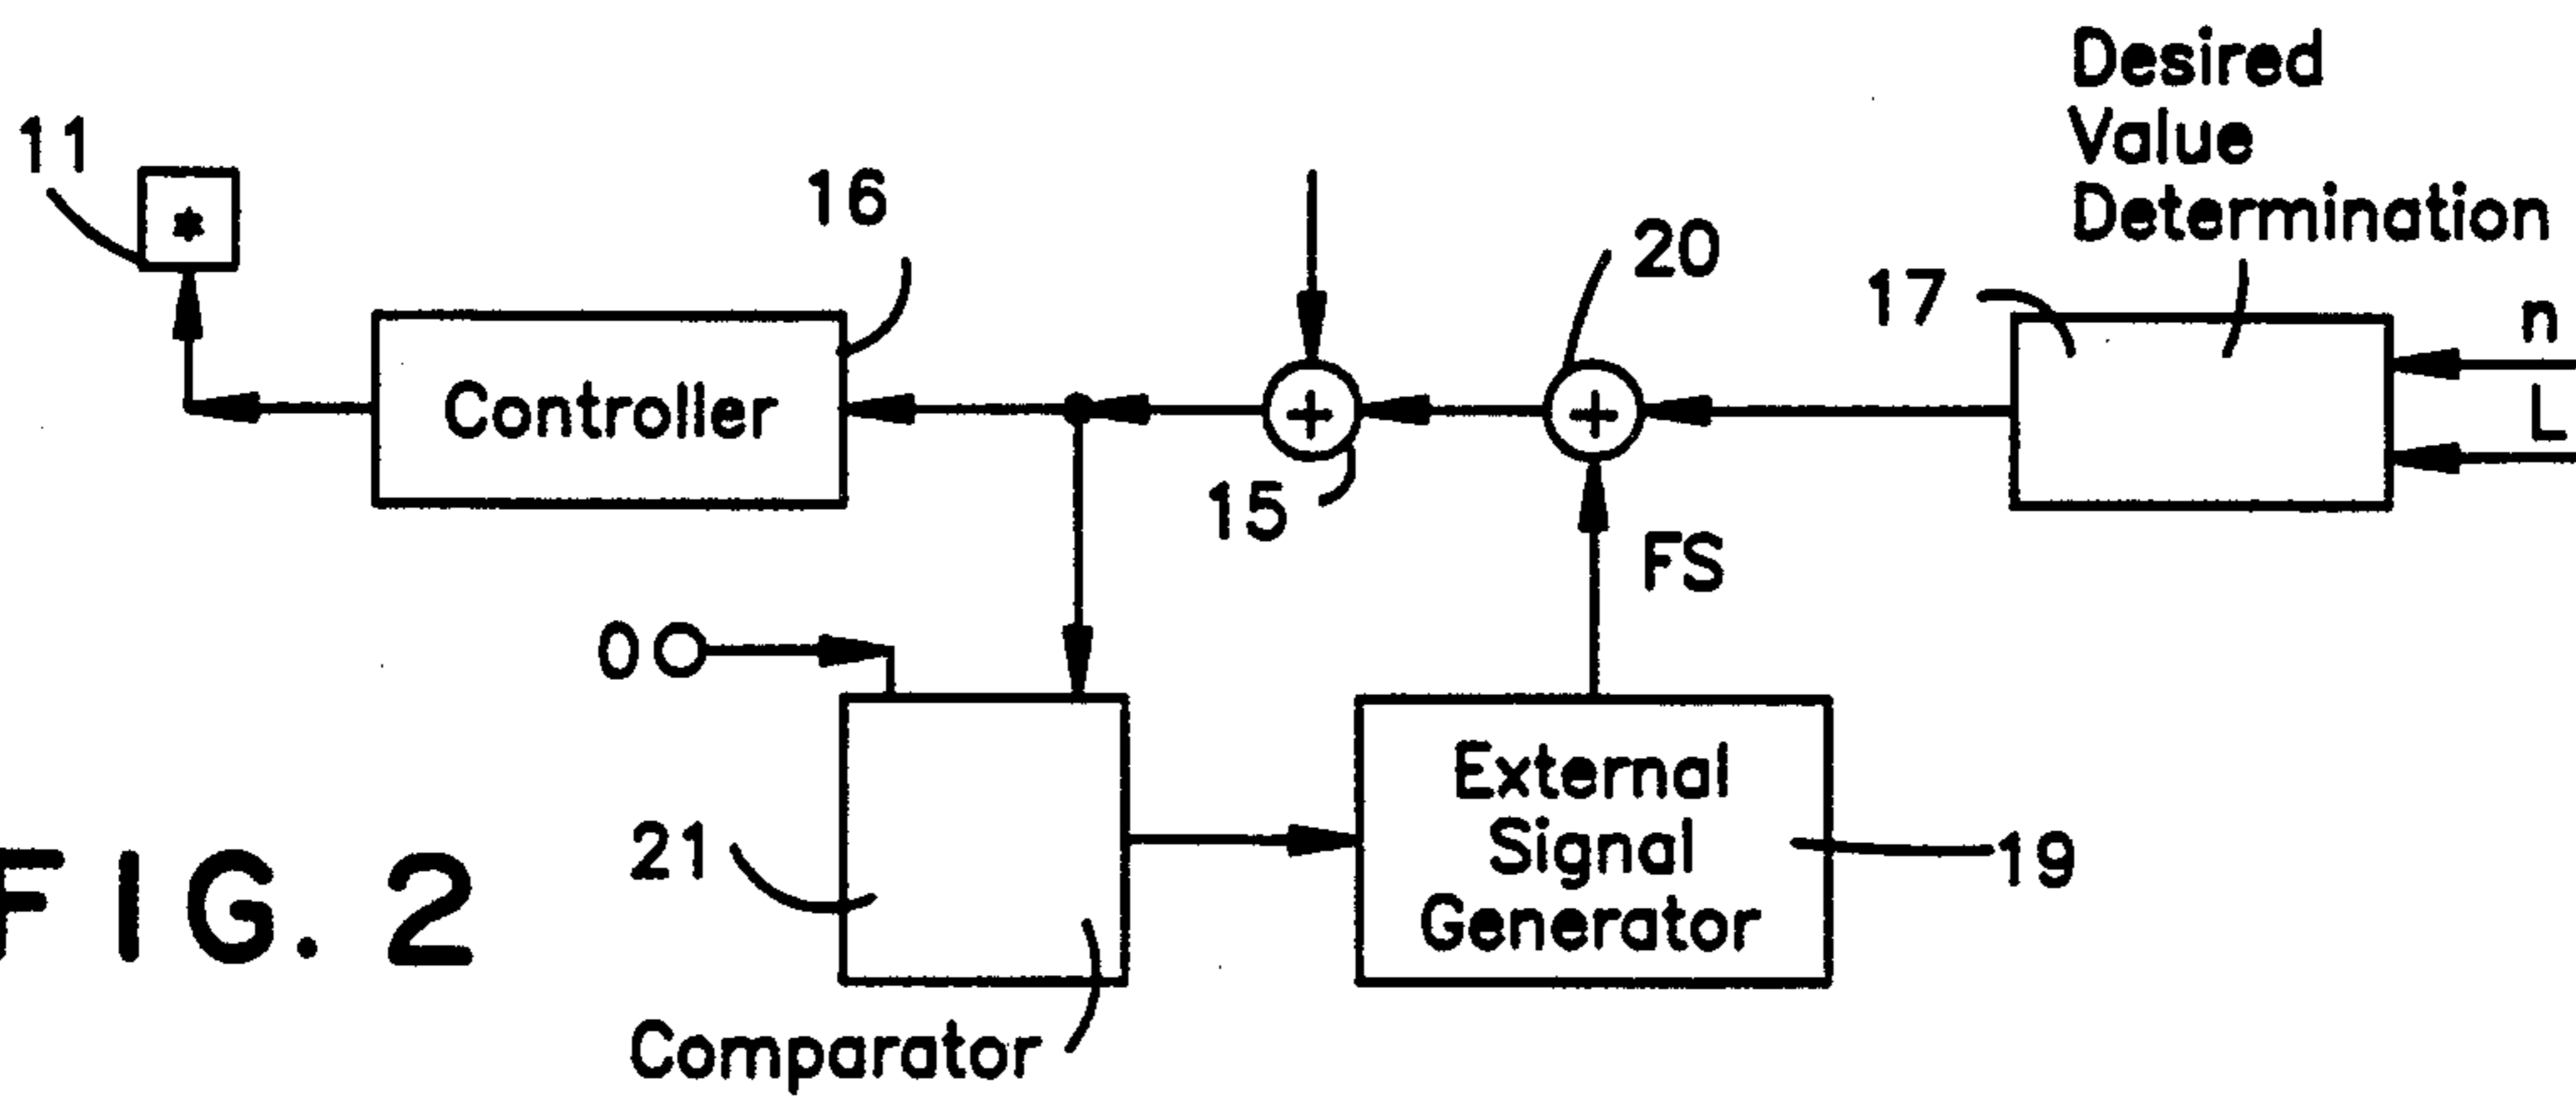 Desired
Value
Determination
11
*
16
20
17
n
Controller
+
+
L
15
FS
0
External
Signal
Generator
21
19
FIG. 2
Comparator